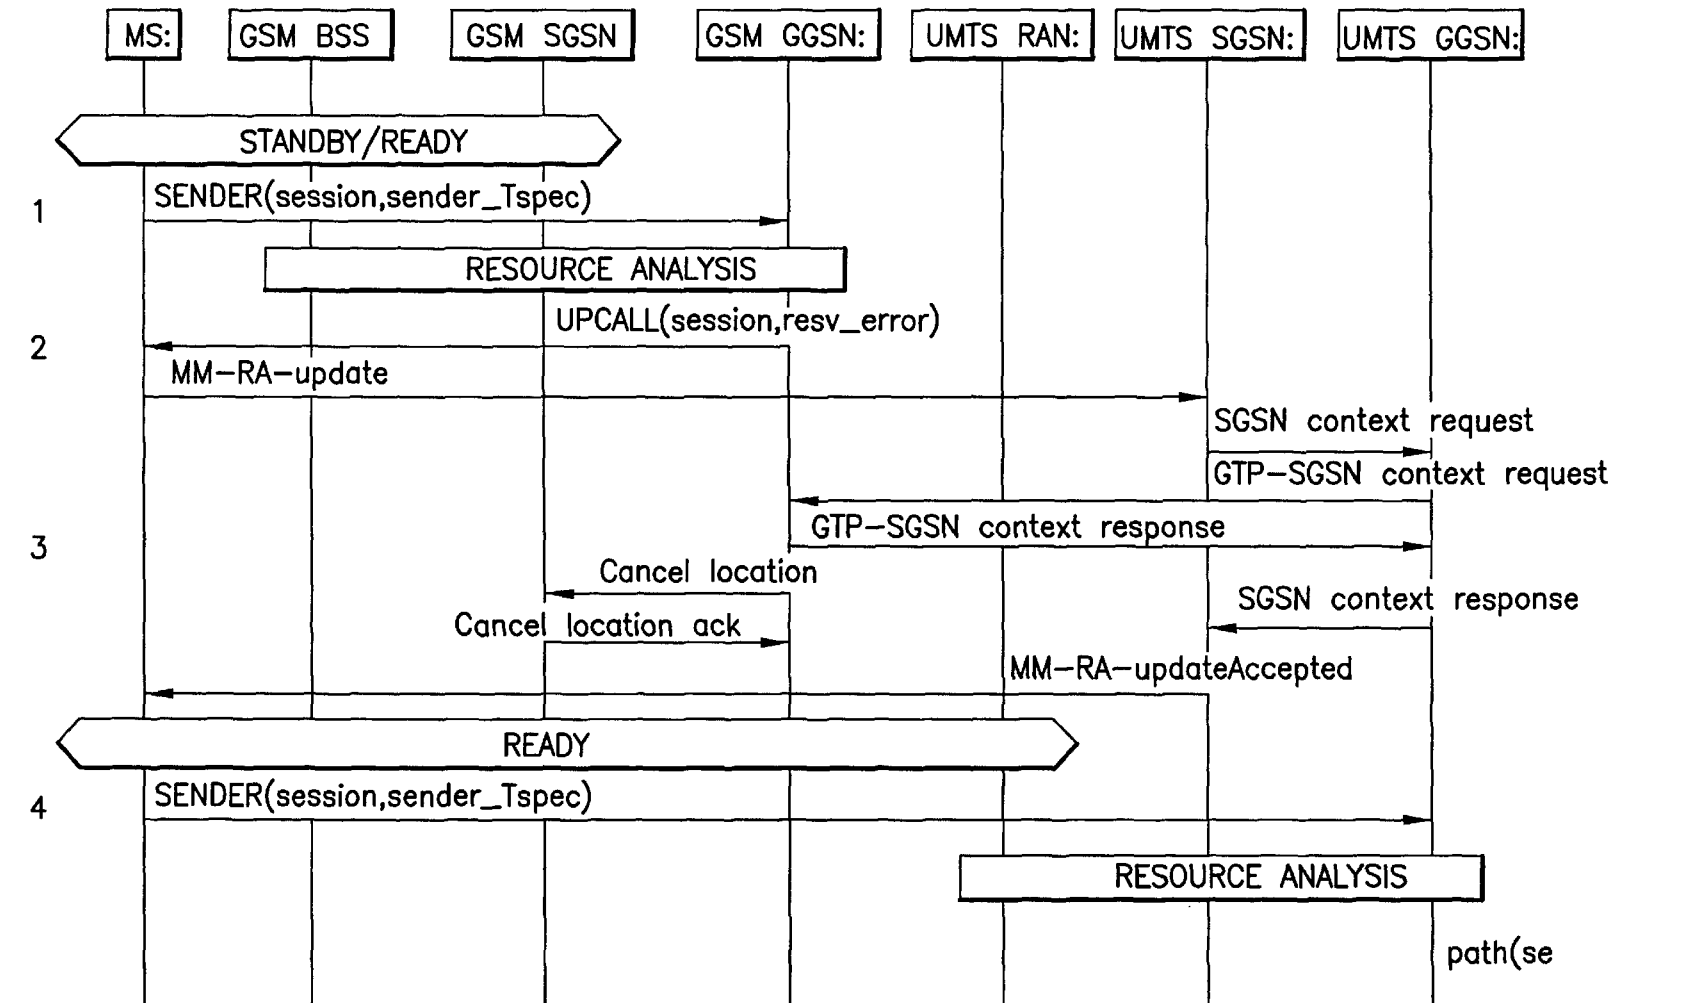 MS: GSM BSS GSM SGSN GSM GGSN: UMTS RAN: UMTS SGSN: UMTS GGSN:
STANDBY/READY
SENDER(session,sender_Tspec)
1
RESOURCE ANALYSIS
UPCALL(session,resv_error)
2
MM-RA-update
SGSN context request
GTP-SGSN context request
GTP-SGSN context response
3
Cancel location
SGSN context response
Cancel location ack
MM-RA-updateAccepted
READY
SENDER(session,sender_Tspec)
4
RESOURCE ANALYSIS
path(se